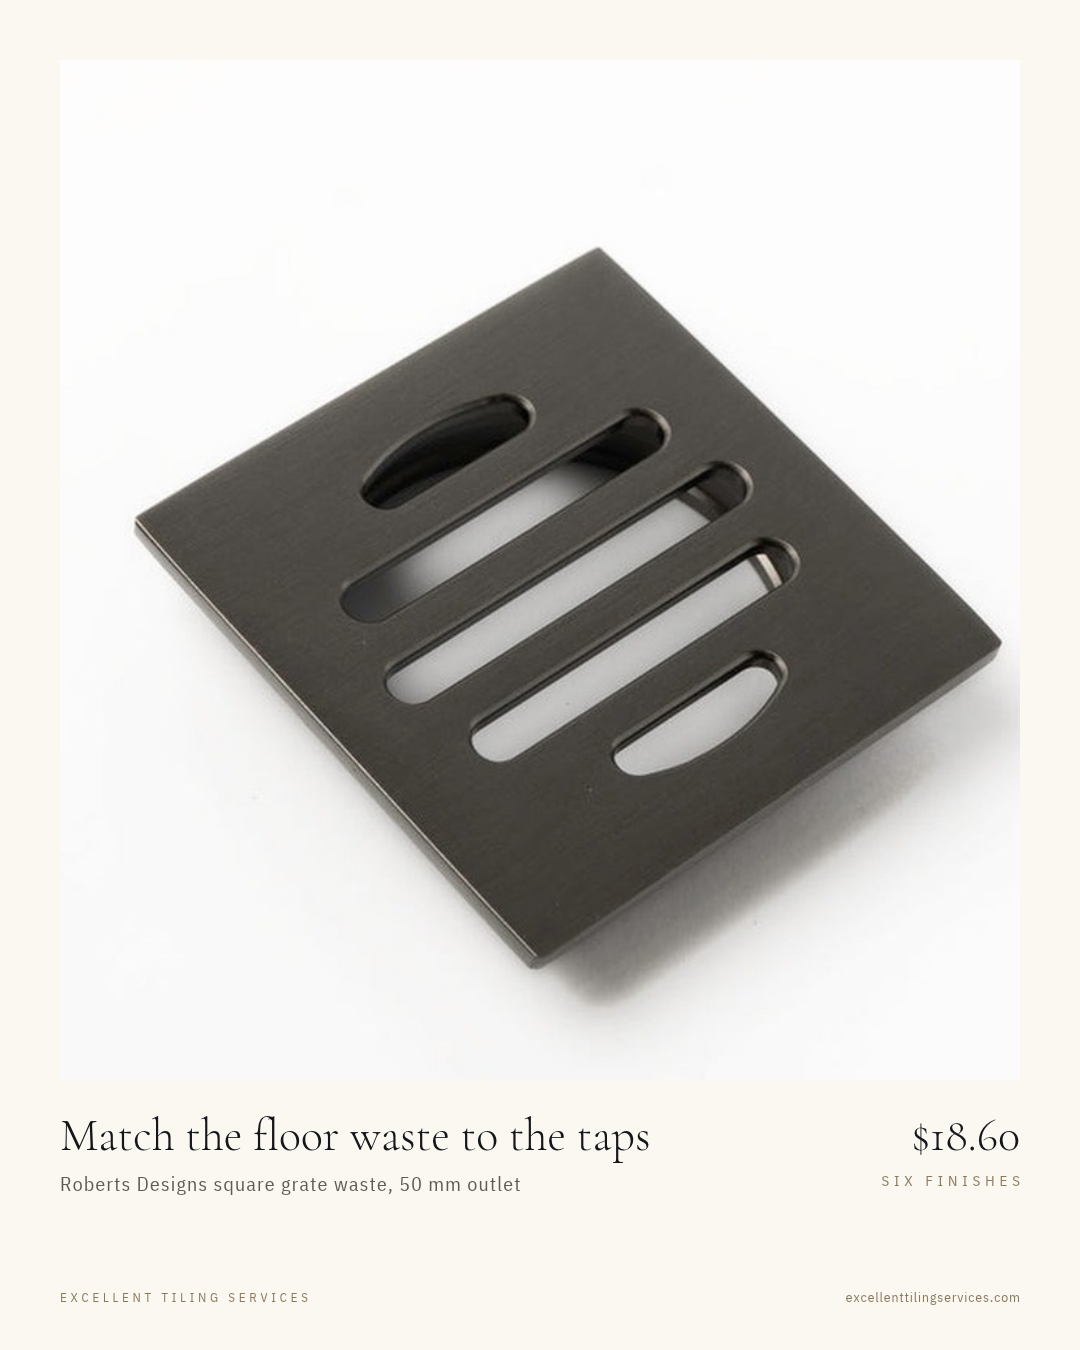 Match the floor waste to the taps
$18.60
Roberts Designs square grate waste, 50 mm outlet
SIX FINISHES
EXCELLENT TILING SERVICES
excellenttilingservices.com